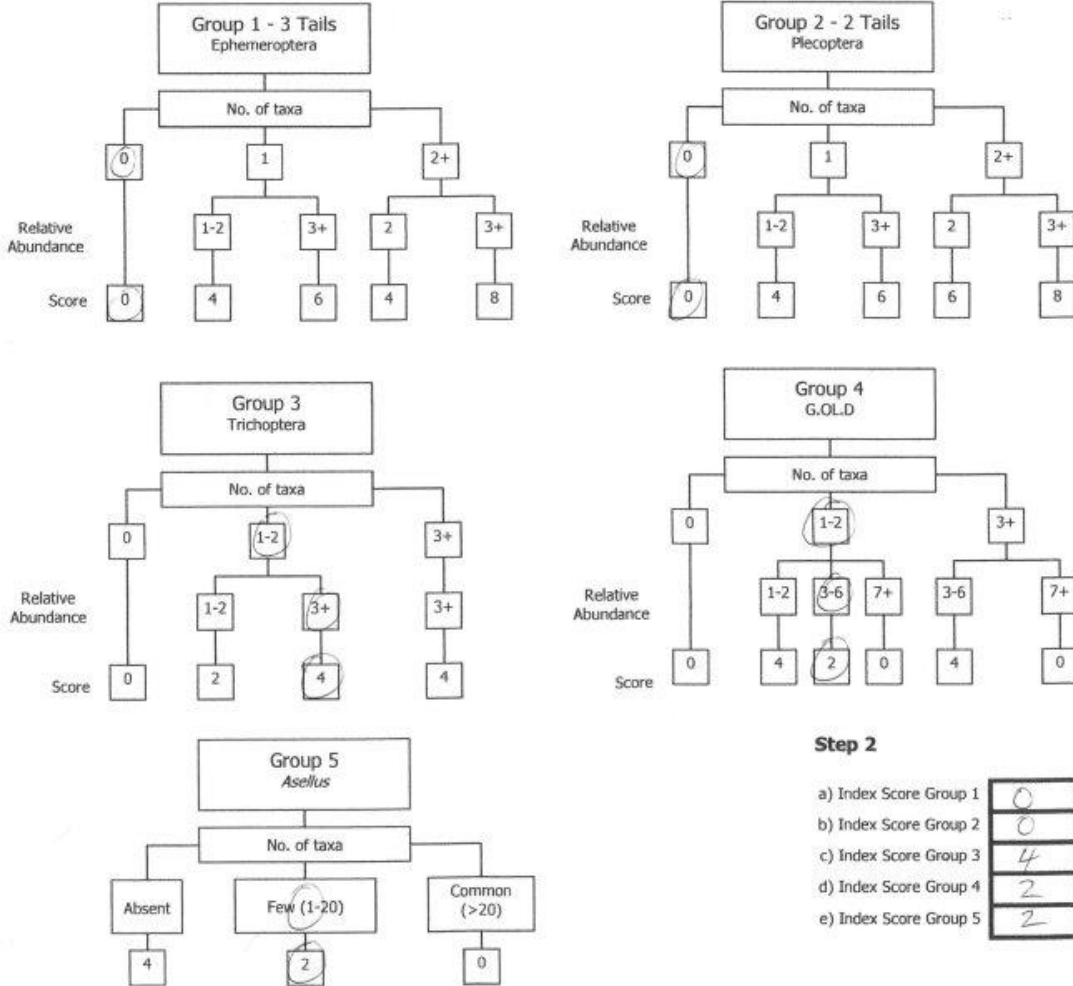 Group 1 - 3 Tails
Ephemeroptera
No. of taxa
0 1 2+
Relative Abundance 1-2 3+ 2 3+
Score 0 4 6 4 8
Group 2 - 2 Tails
Plecoptera
No. of taxa
0 1 2+
Relative Abundance 1-2 3+ 2 3+
Score 0 4 6 6 8
Group 3
Trichoptera
No. of taxa
0 1-2 3+
Relative Abundance 1-2 3+ 3+
Score 0 2 4 4
Group 4
G.OL.D
No. of taxa
0 1-2 3+
Relative Abundance 1-2 3-6 7+ 3-6 7+
Score 0 4 2 0 4 0
Group 5
Asellus
No. of taxa
Absent Few (1-20) Common (>20)
4 2 0
Step 2
a) Index Score Group 1 0
b) Index Score Group 2 0
c) Index Score Group 3 4
d) Index Score Group 4 2
e) Index Score Group 5 2